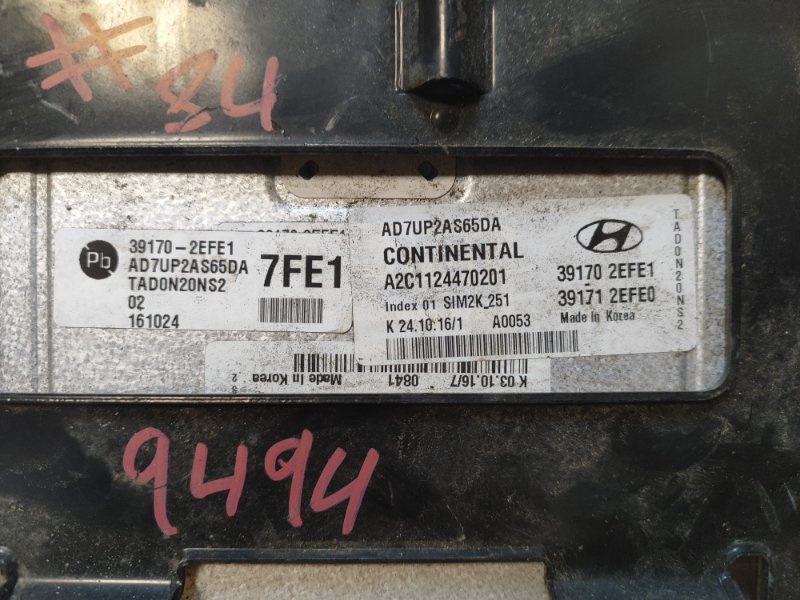 #84
Pb
39170-2EFE1
AD7UP2AS65DA
TAD0N20NS2
02
161024
7FE1
AD7UP2AS65DA
CONTINENTAL
A2C1124470201
Index 01 SIM2K_251
K 24.10.16/1 A0053
39170 2EFE1
-
39171 2EFE0
Made in Korea
TAD0N20NS2
K 03.10.16/7 0841 Made In Korea
9494